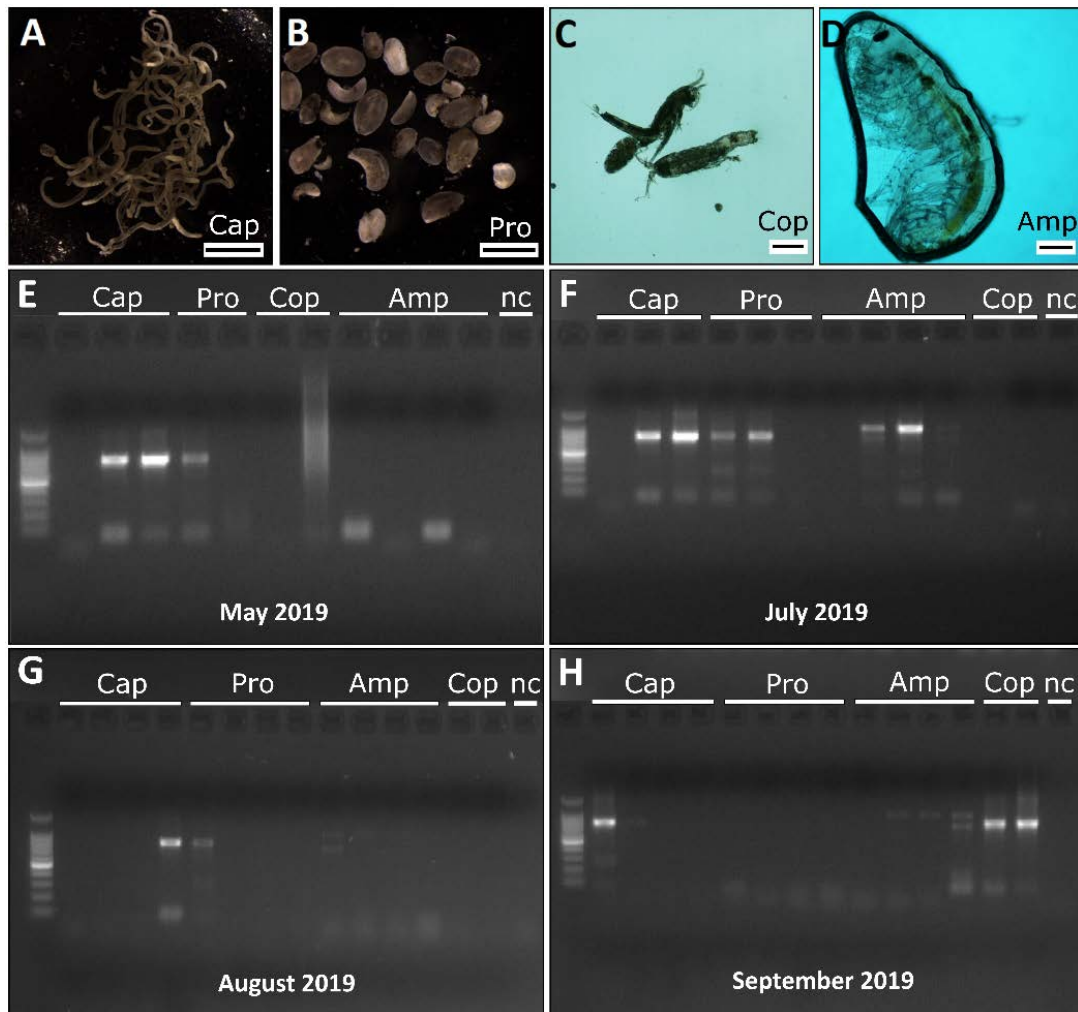 A B C D
Cap Pro Cop Amp
E Cap Pro Cop Amp nc
May 2019
F Cap Pro Amp Cop nc
July 2019
G Cap Pro Amp Cop nc
August 2019
H Cap Pro Amp Cop nc
September 2019